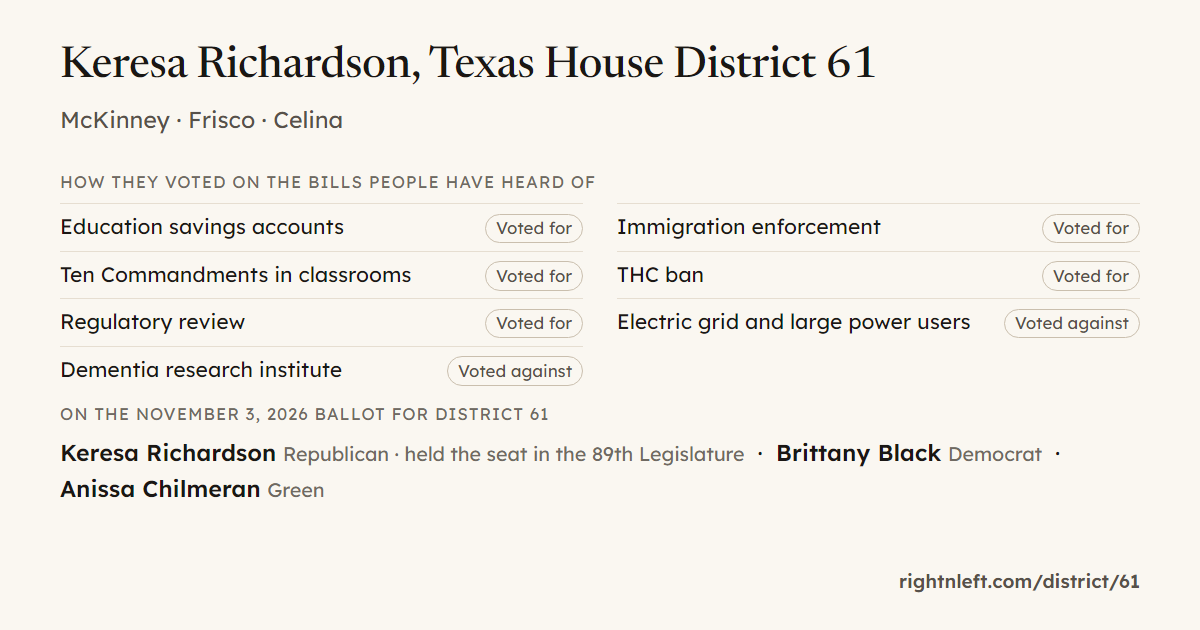 Keresa Richardson, Texas House District 61
McKinney · Frisco · Celina
HOW THEY VOTED ON THE BILLS PEOPLE HAVE HEARD OF
Education savings accounts Voted for
Immigration enforcement Voted for
Ten Commandments in classrooms Voted for
THC ban Voted for
Regulatory review Voted for
Electric grid and large power users Voted against
Dementia research institute Voted against
ON THE NOVEMBER 3, 2026 BALLOT FOR DISTRICT 61
Keresa Richardson Republican · held the seat in the 89th Legislature · Brittany Black Democrat ·
Anissa Chilmeran Green
rightnleft.com/district/61